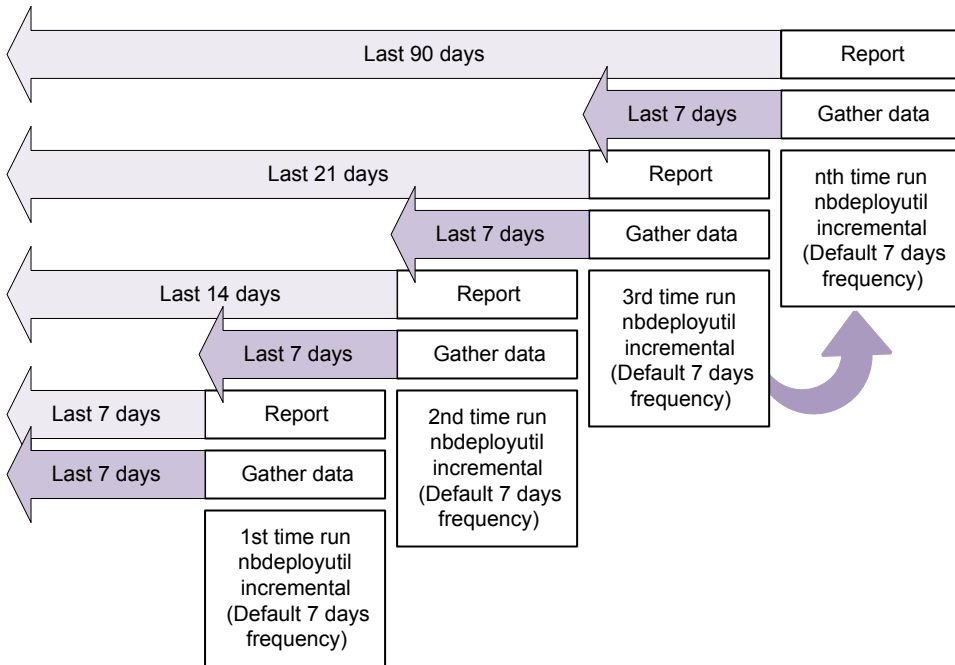 Last 90 days
Report
Last 7 days
Gather data
Last 21 days
Report
nth time run
nbdeployutil
incremental
(Default 7 days
frequency)
Last 7 days
Gather data
Last 14 days
Report
3rd time run
nbdeployutil
incremental
(Default 7 days
frequency)
Last 7 days
Gather data
Last 7 days
Report
2nd time run
nbdeployutil
incremental
(Default 7 days
frequency)
Last 7 days
Gather data
1st time run
nbdeployutil
incremental
(Default 7 days
frequency)